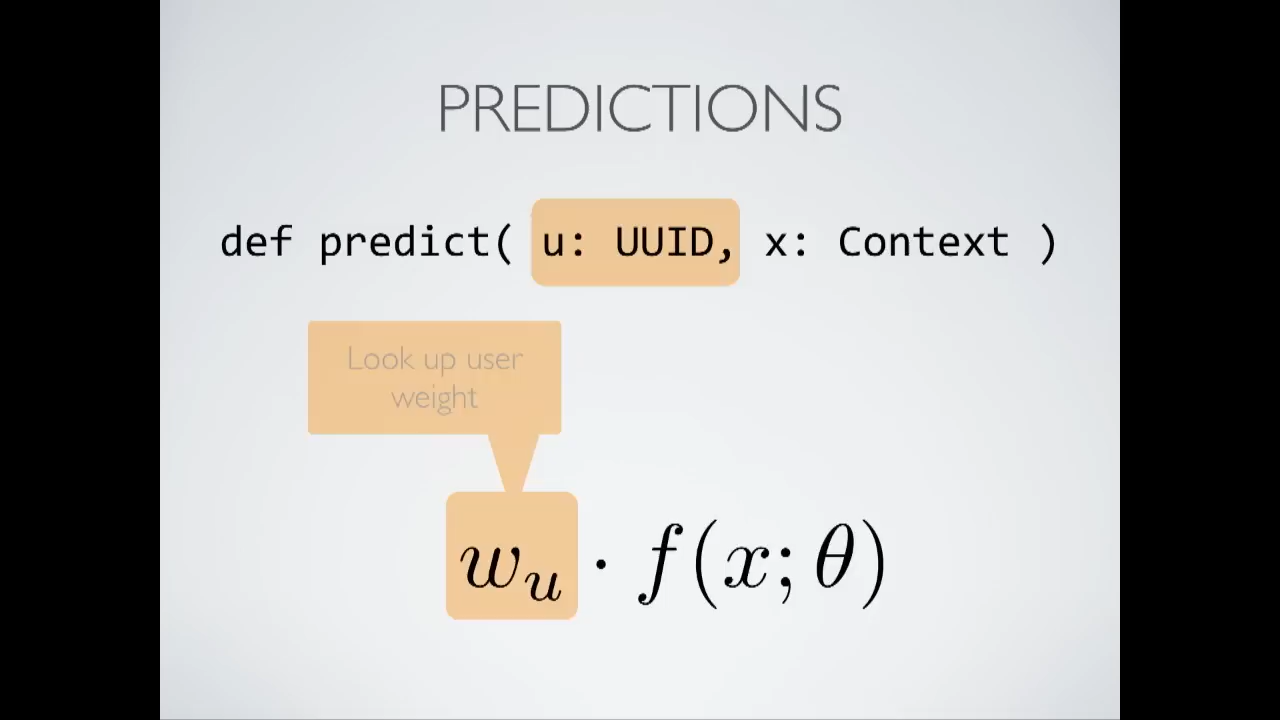 PREDICTIONS
def predict( u: UUID, x: Context )
Look up user
weight
w_u · f(x; θ)